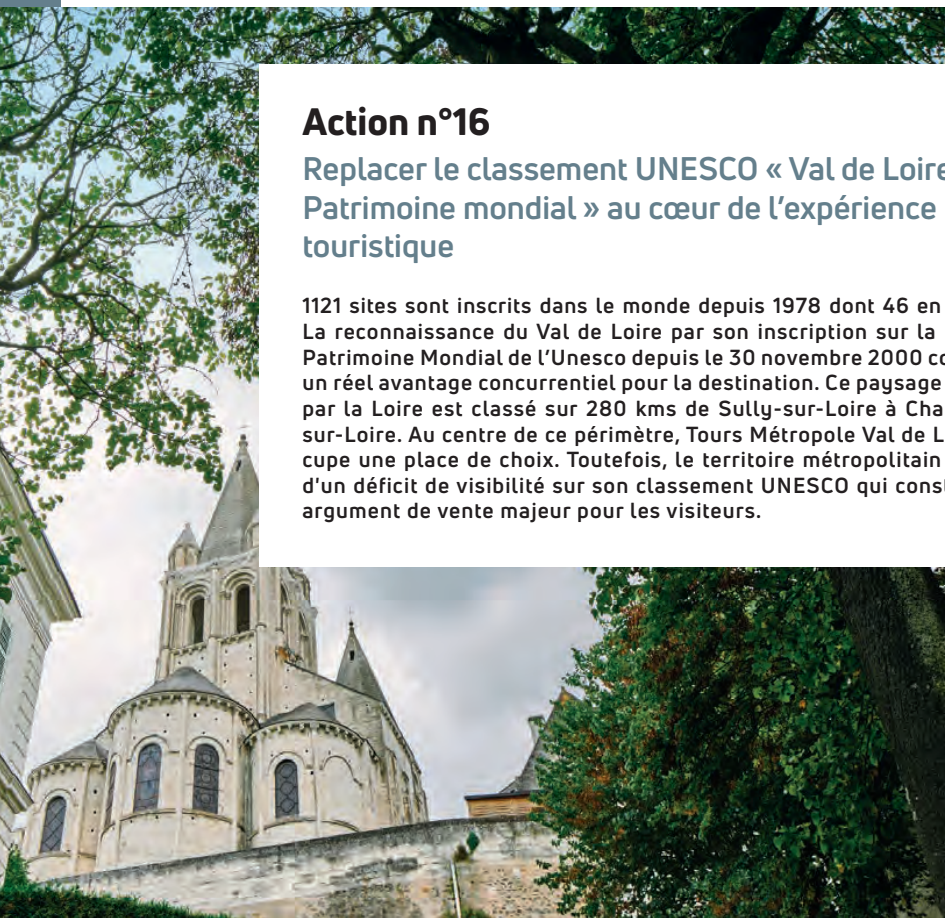 Action n°16
Replacer le classement UNESCO « Val de Loire
Patrimoine mondial » au cœur de l'expérience
touristique
1121 sites sont inscrits dans le monde depuis 1978 dont 46 en
La reconnaissance du Val de Loire par son inscription sur la
Patrimoine Mondial de l'Unesco depuis le 30 novembre 2000 co
un réel avantage concurrentiel pour la destination. Ce paysage
par la Loire est classé sur 280 kms de Sully-sur-Loire à Cha
sur-Loire. Au centre de ce périmètre, Tours Métropole Val de L
cupe une place de choix. Toutefois, le territoire métropolitain
d'un déficit de visibilité sur son classement UNESCO qui const
argument de vente majeur pour les visiteurs.